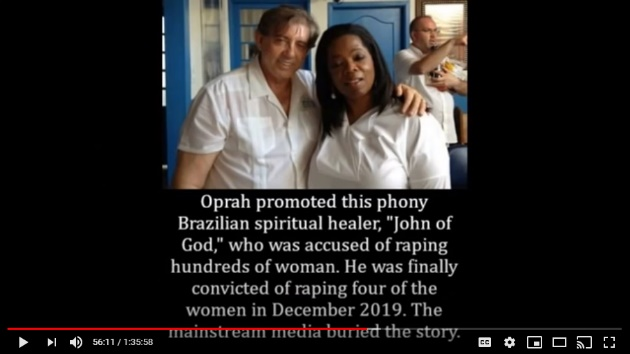 Oprah promoted this phony
Brazilian spiritual healer, "John of
God," who was accused of raping
hundreds of woman. He was finally
convicted of raping four of the
women in December 2019. The
mainstream media buried the story.
56:11 / 1:35:58
CC